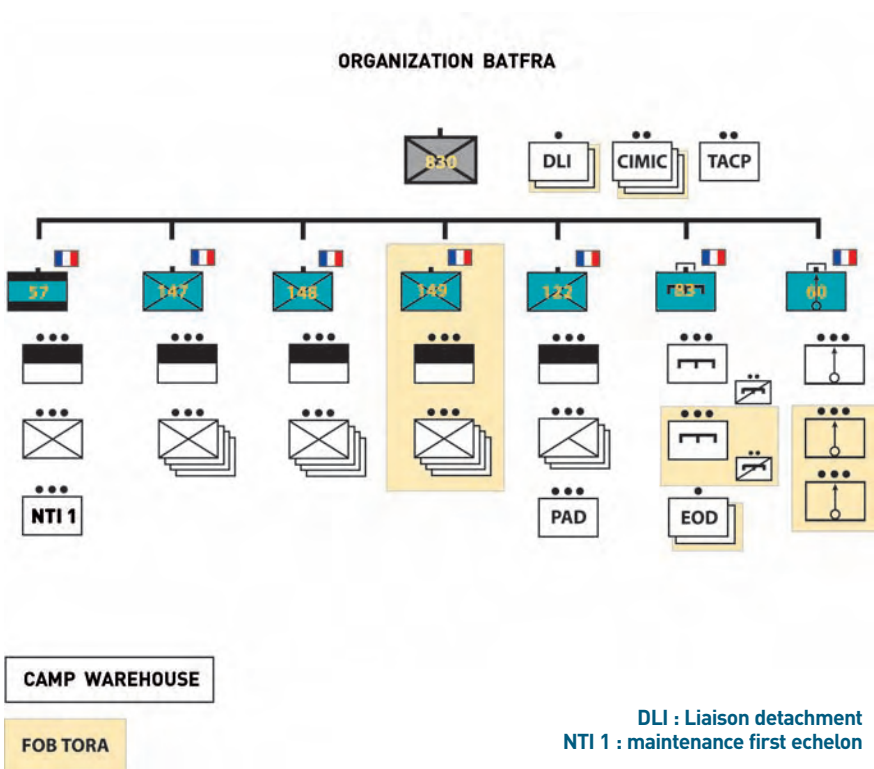 ORGANIZATION BATFRA
830
DLI
CIMIC
TACP
57
147
148
149
122
83
60
NTI 1
PAD
EOD
CAMP WAREHOUSE
FOB TORA
DLI : Liaison detachment
NTI 1 : maintenance first echelon